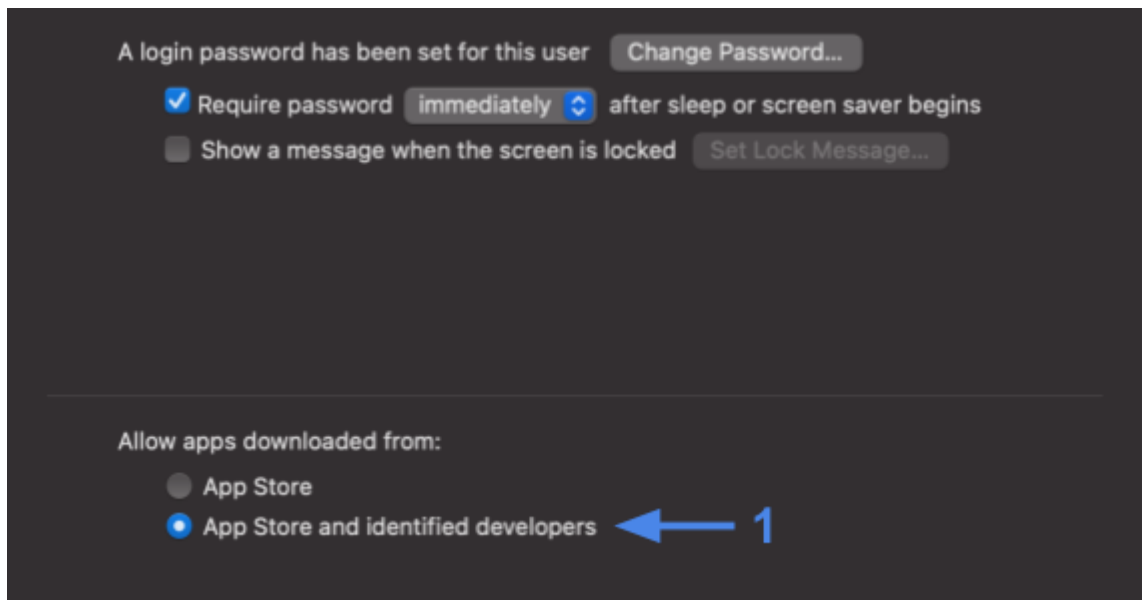 A login password has been set for this user Change Password...
Require password immediately after sleep or screen saver begins
Show a message when the screen is locked Set Lock Message...
Allow apps downloaded from:
App Store
App Store and identified developers 1